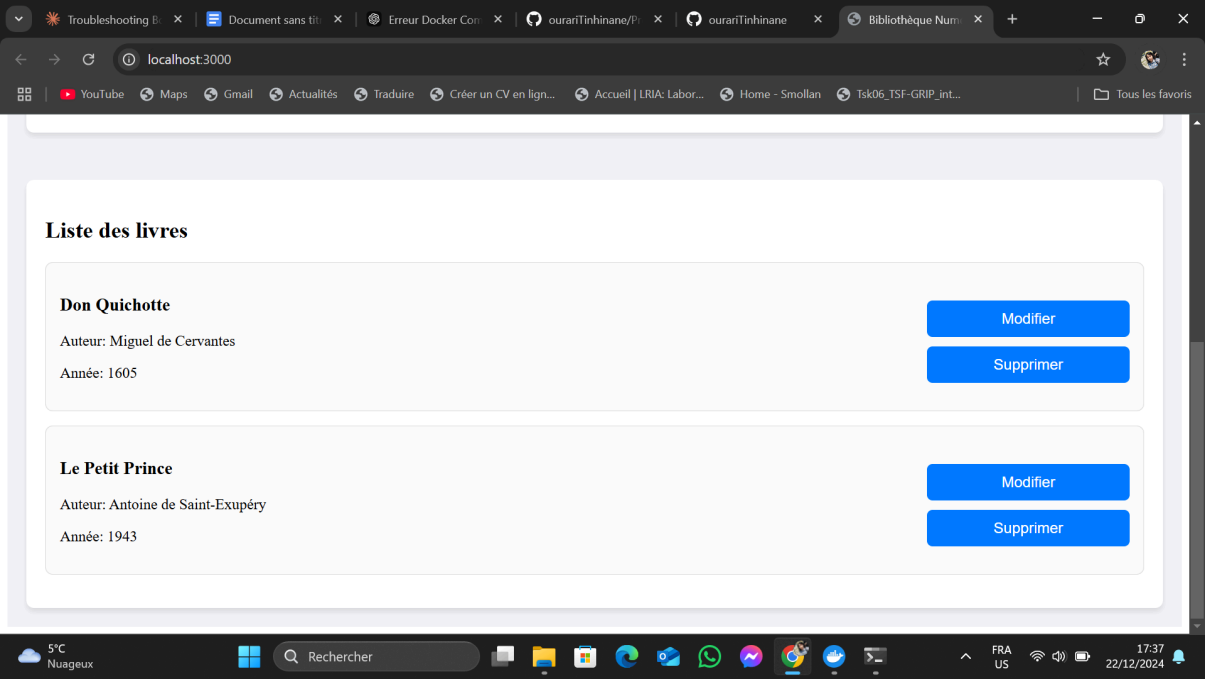 Troubleshooting Bo
Document sans titr
Erreur Docker Com
ourariTinhinane/Pr
ourariTinhinane
Bibliothèque Num
localhost:3000
YouTube
Maps
Gmail
Actualités
Traduire
Créer un CV en lign...
Accueil | LRIA: Labor...
Home - Smollan
Tsk06_TSF-GRIP_int...
Tous les favoris
Liste des livres
Don Quichotte
Auteur: Miguel de Cervantes
Année: 1605
Modifier
Supprimer
Le Petit Prince
Auteur: Antoine de Saint-Exupéry
Année: 1943
Modifier
Supprimer
5°C
Nuageux
Rechercher
FRA
US
17:37
22/12/2024